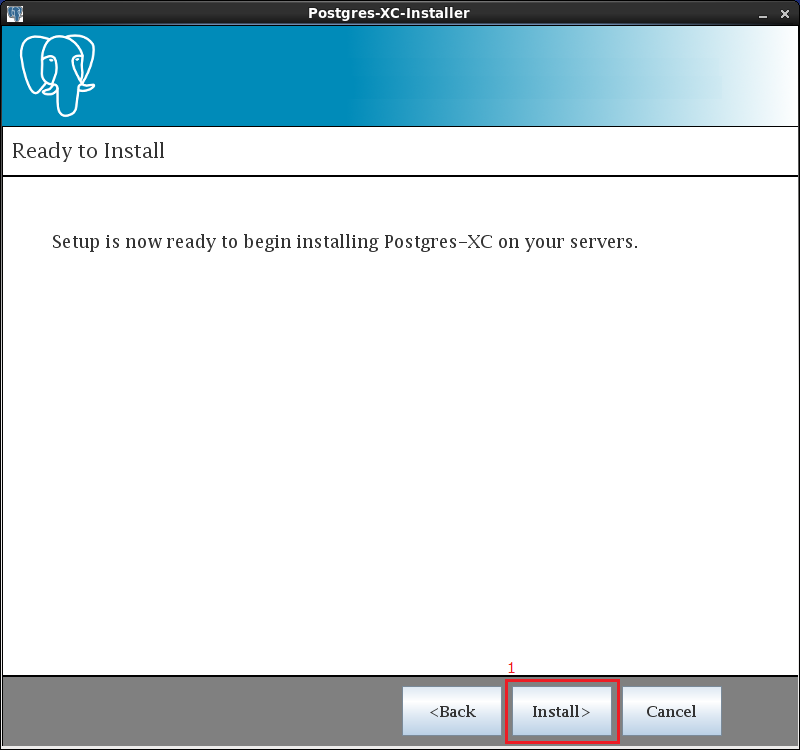 Postgres-XC-Installer
Ready to Install
Setup is now ready to begin installing Postgres-XC on your servers.
1
<Back
Install>
Cancel